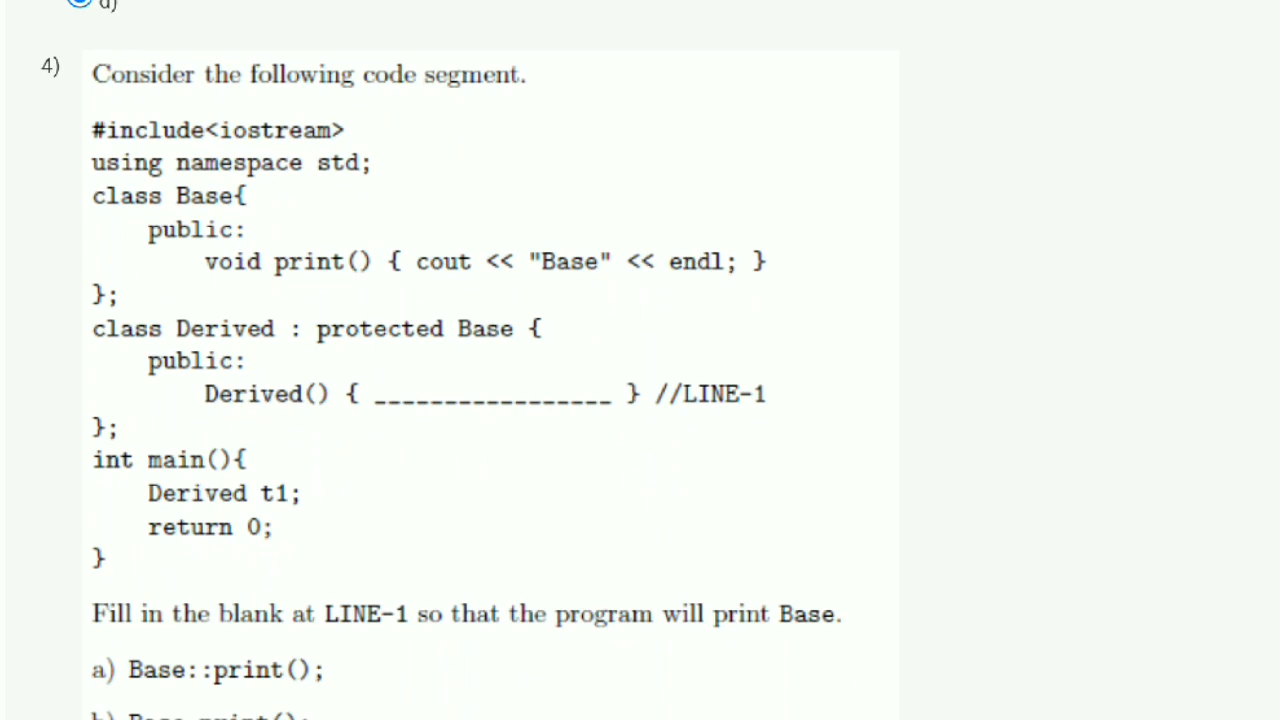 d)
4) Consider the following code segment.
#include<iostream>
using namespace std;
class Base{
public:
void print() { cout << "Base" << endl; }
};
class Derived : protected Base {
public:
Derived() { _________________ } //LINE-1
};
int main(){
Derived t1;
return 0;
}
Fill in the blank at LINE-1 so that the program will print Base.
a) Base::print();